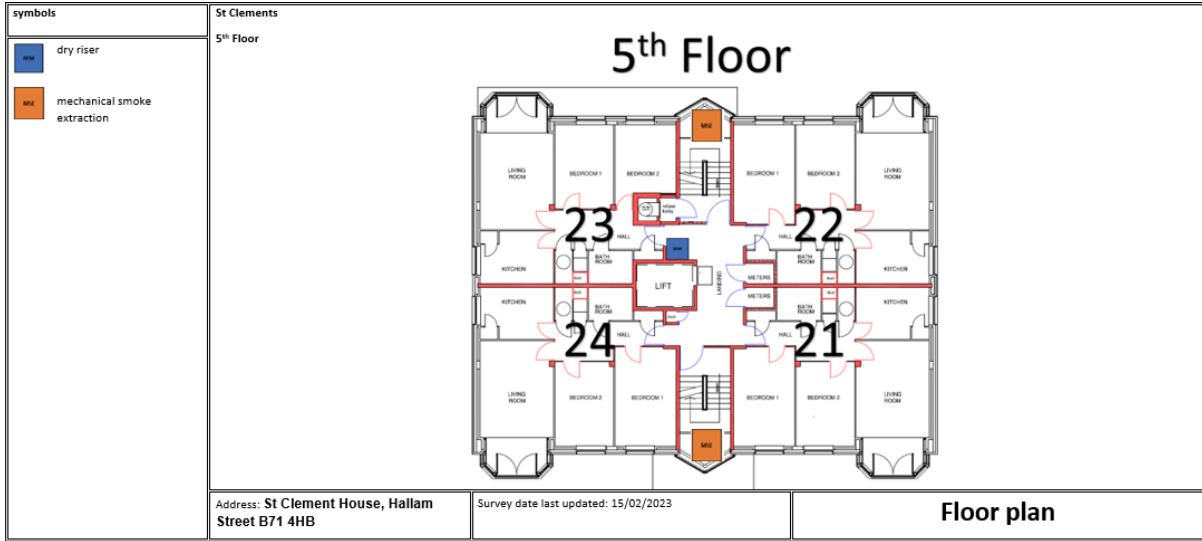 symbols
dry riser
MSE
mechanical smoke
extraction
St Clements
5th Floor
5th Floor
MSE
LIVING
ROOM
BEDROOM 1
BEDROOM 2
BEDROOM 1
BEDROOM 2
LIVING
ROOM
refuse
lobby
23
22
HALL
HALL
KITCHEN
BATH
ROOM
LIFT
LANDING
METERS
METERS
BATH
ROOM
KITCHEN
KITCHEN
BATH
ROOM
BATH
ROOM
KITCHEN
24
HALL
HALL
21
LIVING
ROOM
BEDROOM 2
BEDROOM 1
BEDROOM 1
BEDROOM 2
LIVING
ROOM
MSE
Address: St Clement House, Hallam
Street B71 4HB
Survey date last updated: 15/02/2023
Floor plan